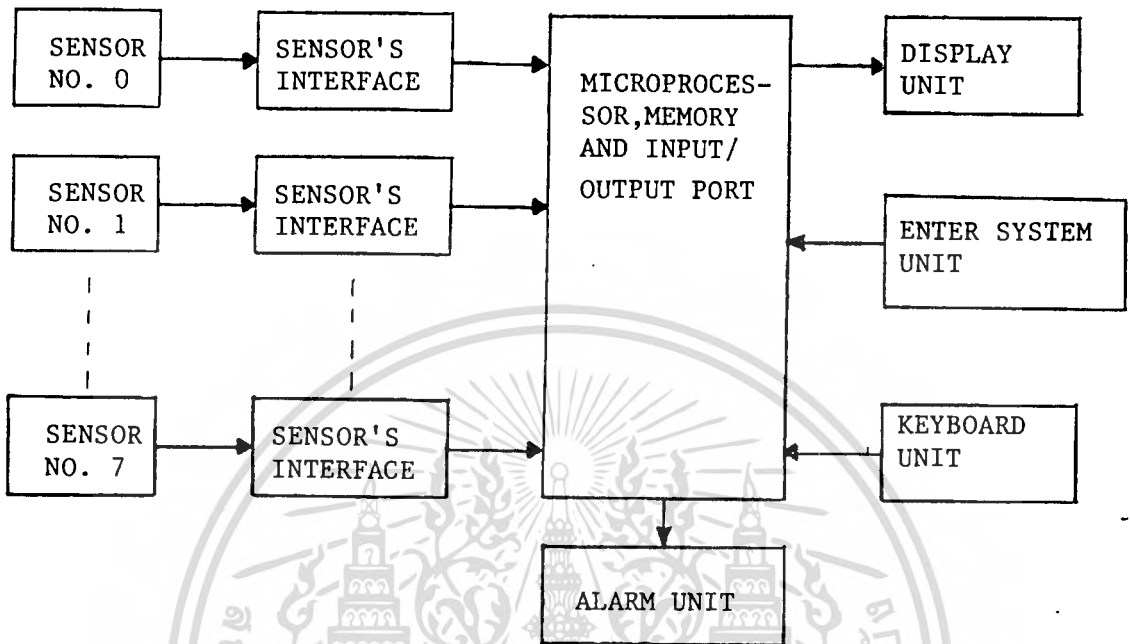 SENSOR
NO. 0
SENSOR'S
INTERFACE
MICROPROCES-
SOR,MEMORY
AND INPUT/
OUTPUT PORT
DISPLAY
UNIT
SENSOR
NO. 1
SENSOR'S
INTERFACE
ENTER SYSTEM
UNIT
SENSOR
NO. 7
SENSOR'S
INTERFACE
KEYBOARD
UNIT
ALARM UNIT